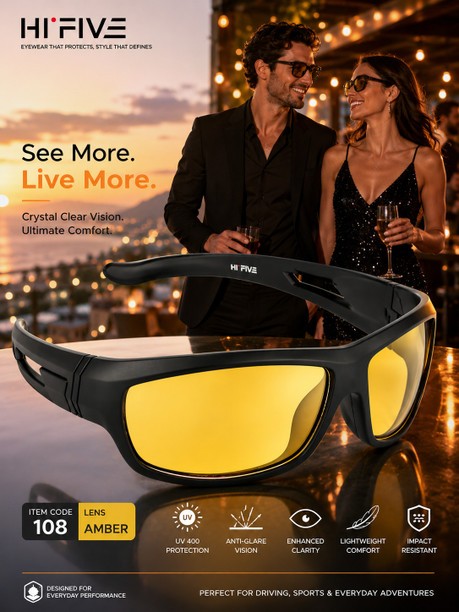 HI FIVE
EYEWEAR THAT PROTECTS, STYLE THAT DEFINES
See More.
Live More.
Crystal Clear Vision.
Ultimate Comfort.
HI FIVE
ITEM CODE
108
LENS
AMBER
UV
UV 400
PROTECTION
ANTI-GLARE
VISION
ENHANCED
CLARITY
LIGHTWEIGHT
COMFORT
IMPACT
RESISTANT
DESIGNED FOR
EVERYDAY PERFORMANCE
PERFECT FOR DRIVING, SPORTS & EVERYDAY ADVENTURES